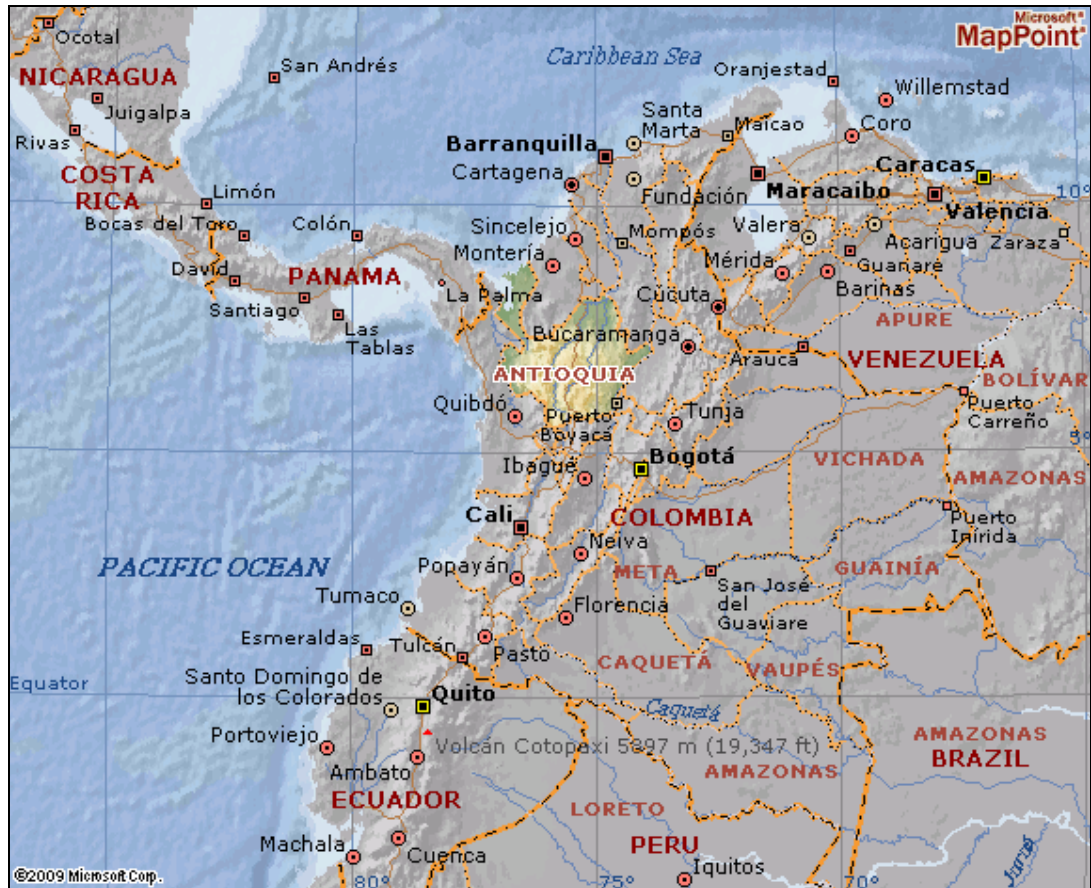 Microsoft®
MapPoint®
Ocotal
Caribbean Sea
San Andrés
Oranjestad
NICARAGUA
Willemstad
Juigalpa
Santa
Marta
Maicao
Coro
Rivas
Barranquilla
Caracas
COSTA
RICA
Cartagena
Fundación
Maracaibo
10°
Limón
Valencia
Bocas del Toro
Colón
Sincelejo
Mompós
Valera
Acarigua
Zaraza
Montería
Mérida
Guanare
David
PANAMA
La Palma
Cúcuta
Barinas
Santiago
Las
Tablas
Bucaramanga
APURE
Arauca
VENEZUELA
ANTIOQUIA
BOLÍVAR
Quibdó
Puerto
Boyacá
Tunja
Puerto
Carreño
5°
Bogotá
Ibagué
VICHADA
AMAZONAS
Cali
COLOMBIA
Puerto
Inirida
PACIFIC OCEAN
Neiva
Popayán
META
San José
del
Guaviare
GUAINÍA
Tumaco
Florencia
Esmeraldas
Tulcán
Pasto
CAQUETÁ
VAUPÉS
Equator
Santo Domingo de
los Colorados
Quito
Caquetá
Portoviejo
Volcán Cotopaxi 5897 m (19,347 ft)
AMAZONAS
BRAZIL
Ambato
AMAZONAS
ECUADOR
LORETO
Machala
Cuenca
PERU
Iquitos
©2009 Microsoft Corp.
80°
75°
70°